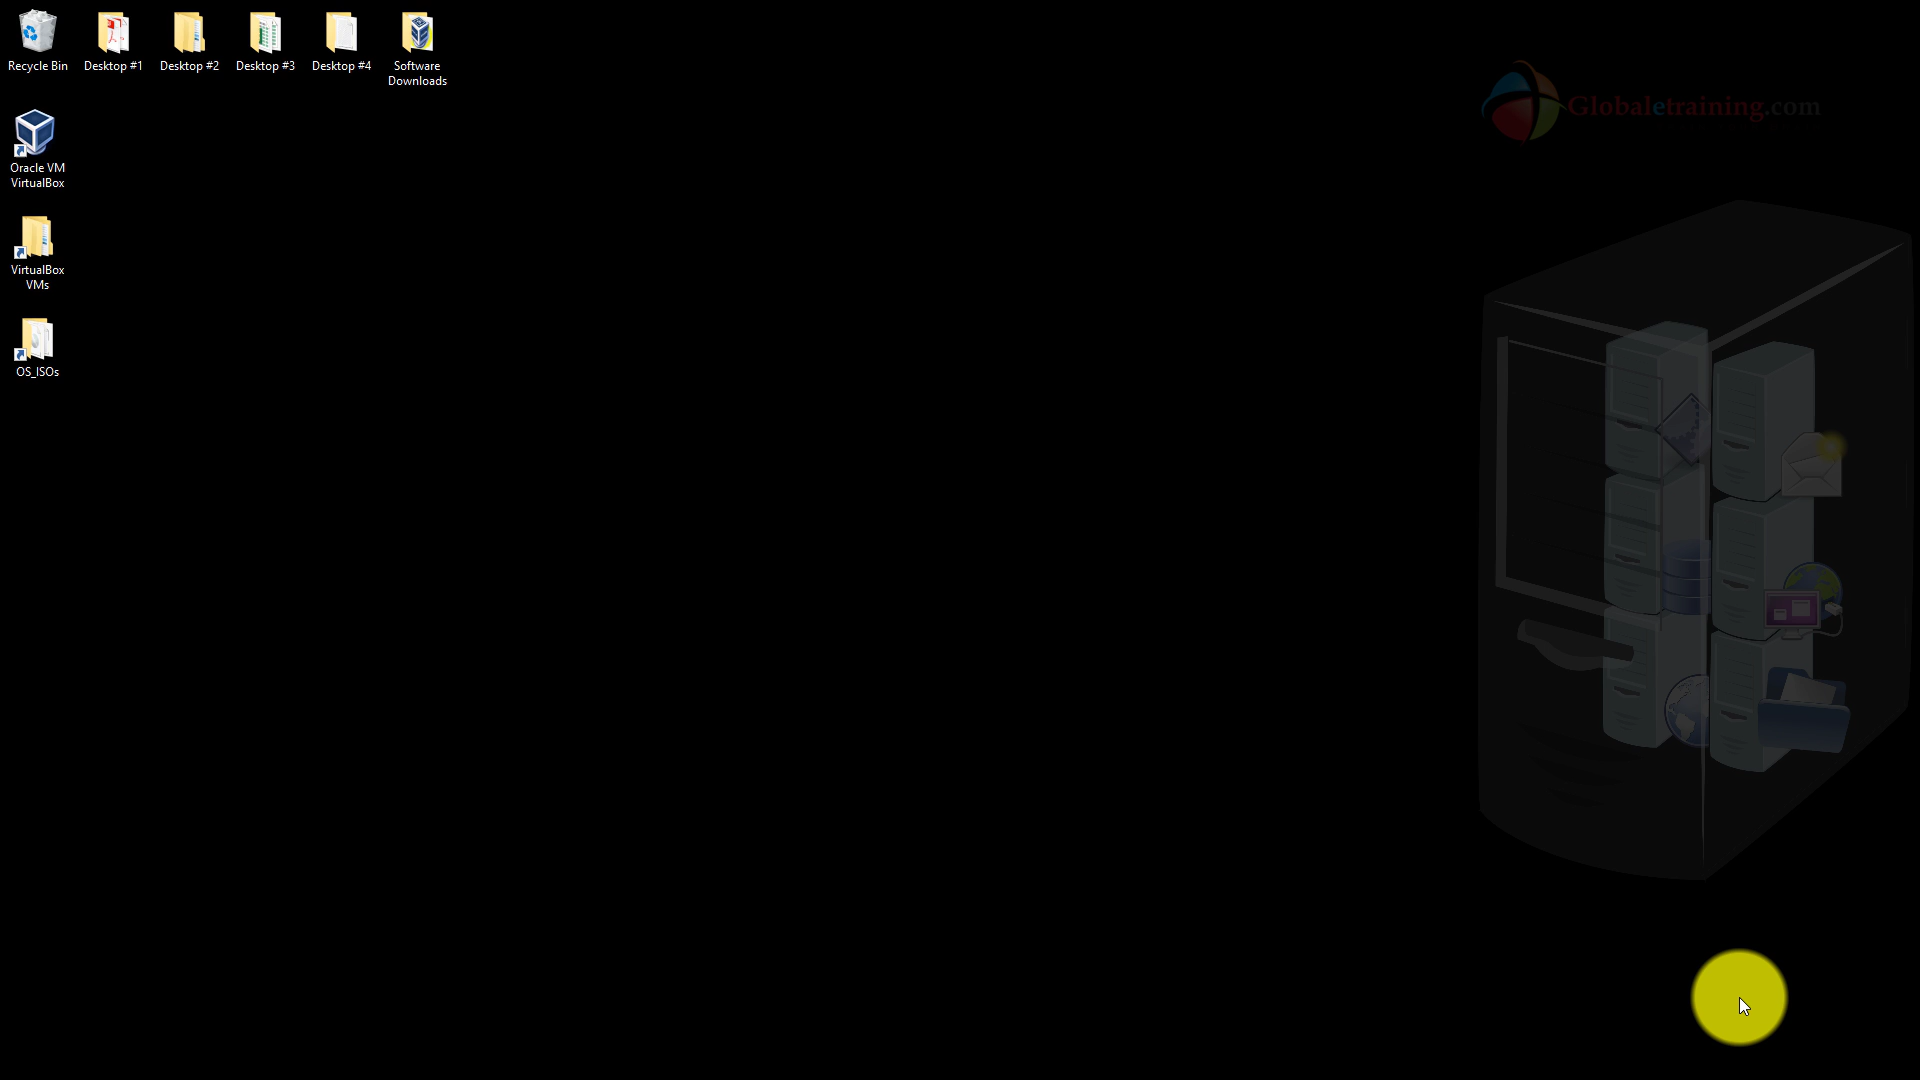 Recycle Bin
Desktop #1
Desktop #2
Desktop #3
Desktop #4
Software
Downloads
Globaletraining.com
Oracle VM
VirtualBox
VirtualBox
VMs
OS_ISOs